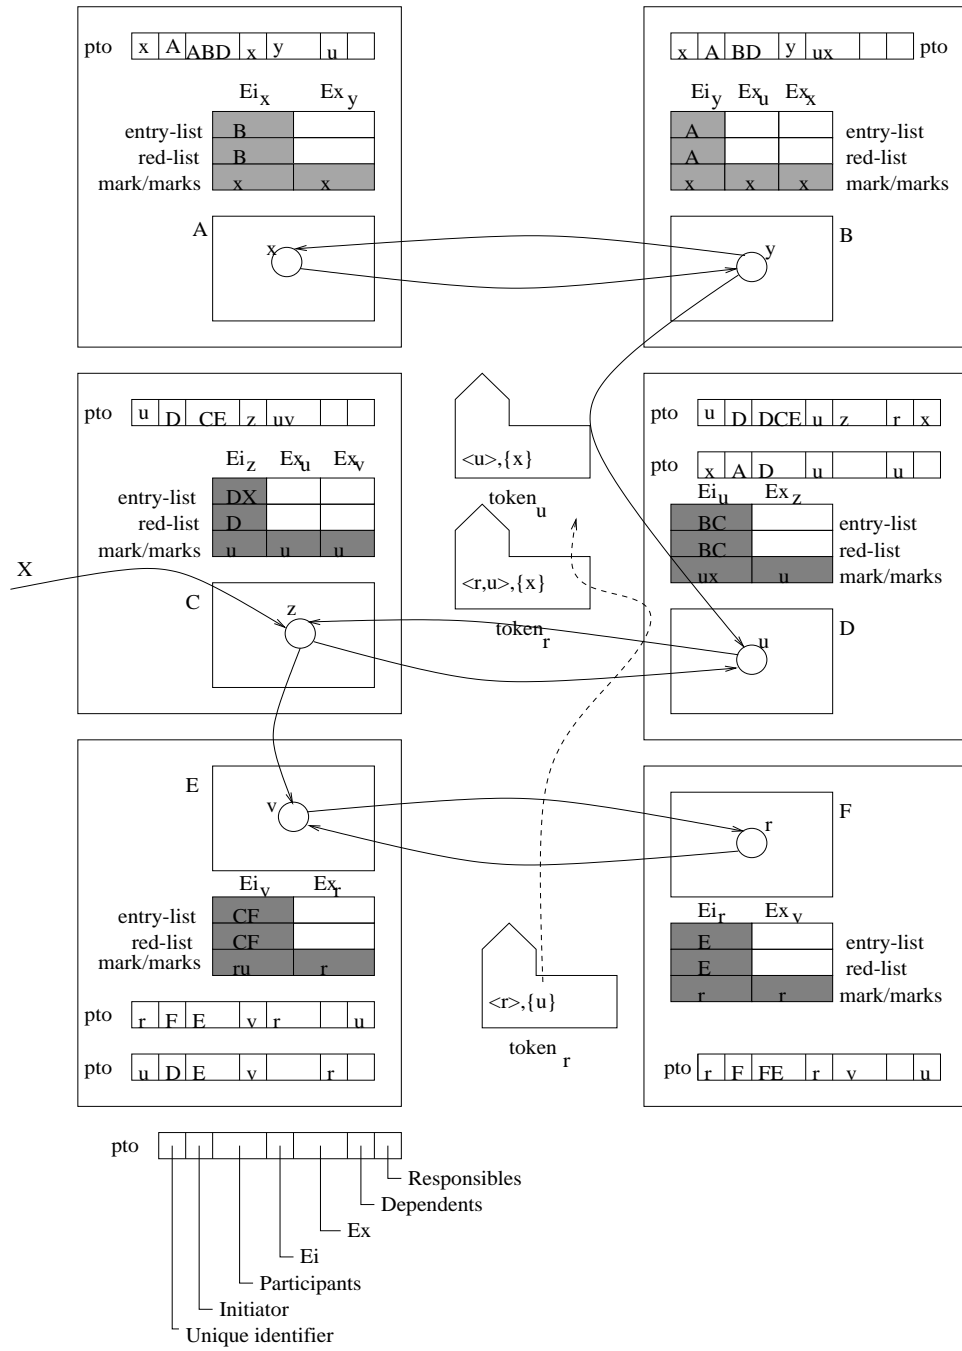 pto x A ABD x y u
Ei x Ex y
entry-list B
red-list B
mark/marks x x
A
x
x A BD y ux pto
Ei y Ex u Ex x
A entry-list
A red-list
x x x mark/marks
B
y
pto u D CE z uv
Ei z Ex u Ex v
entry-list DX
red-list D
mark/marks u u u
X
C
z
<u>,{x}
token u
<r,u>,{x}
token r
pto u D DCE u z r x
pto x A D u u
Ei u Ex z
BC entry-list
BC red-list
ux u mark/marks
D
u
E
v
Ei v Ex r
entry-list CF
red-list CF
mark/marks ru r
pto r F E v r u
pto u D E v r
<r>,{u}
token r
F
r
Ei r Ex v
E entry-list
E red-list
r r mark/marks
pto r F FE r v u
pto
Responsibles
Dependents
Ex
Ei
Participants
Initiator
Unique identifier